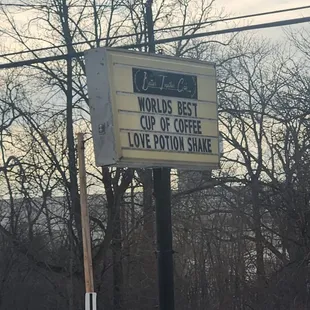 WORLDS BEST
CUP OF COFFEE
LOVE POTION SHAKE